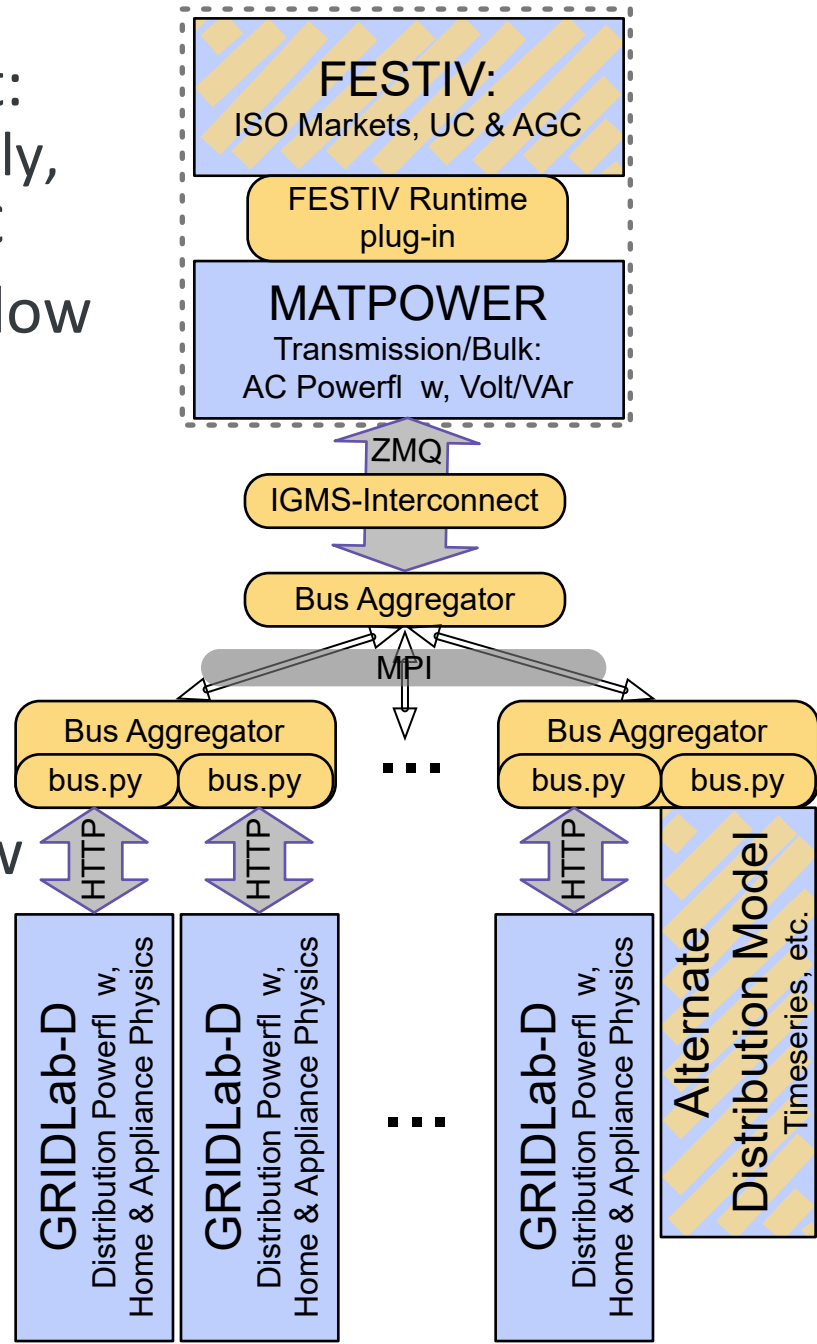 t:
ly,
t
low
w
FESTIV:
ISO Markets, UC & AGC
FESTIV Runtime
plug-in
MATPOWER
Transmission/Bulk:
AC Powerfl w, Volt/VAr
ZMQ
IGMS-Interconnect
Bus Aggregator
MPI
Bus Aggregator
bus.py
bus.py
...
Bus Aggregator
bus.py
bus.py
HTTP
HTTP
HTTP
GRIDLab-D
Distribution Powerfl w,
Home & Appliance Physics
GRIDLab-D
Distribution Powerfl w,
Home & Appliance Physics
...
GRIDLab-D
Distribution Powerfl w,
Home & Appliance Physics
Alternate
Distribution Model
Timeseries, etc.